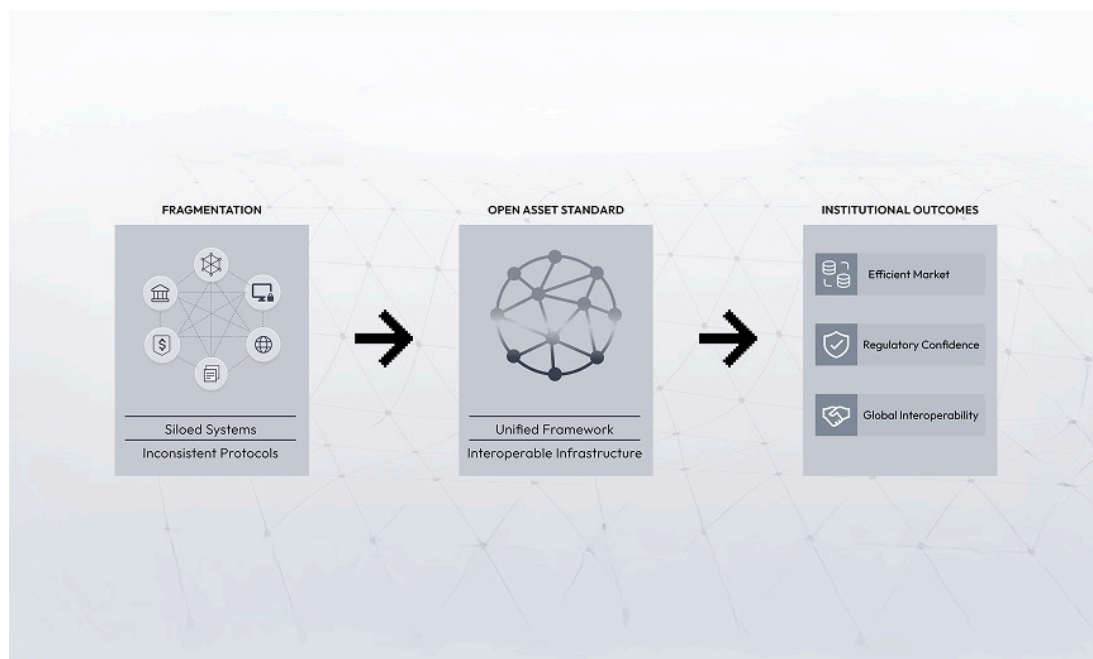 FRAGMENTATION
Siloed Systems
Inconsistent Protocols
OPEN ASSET STANDARD
Unified Framework
Interoperable Infrastructure
INSTITUTIONAL OUTCOMES
Efficient Market
Regulatory Confidence
Global Interoperability